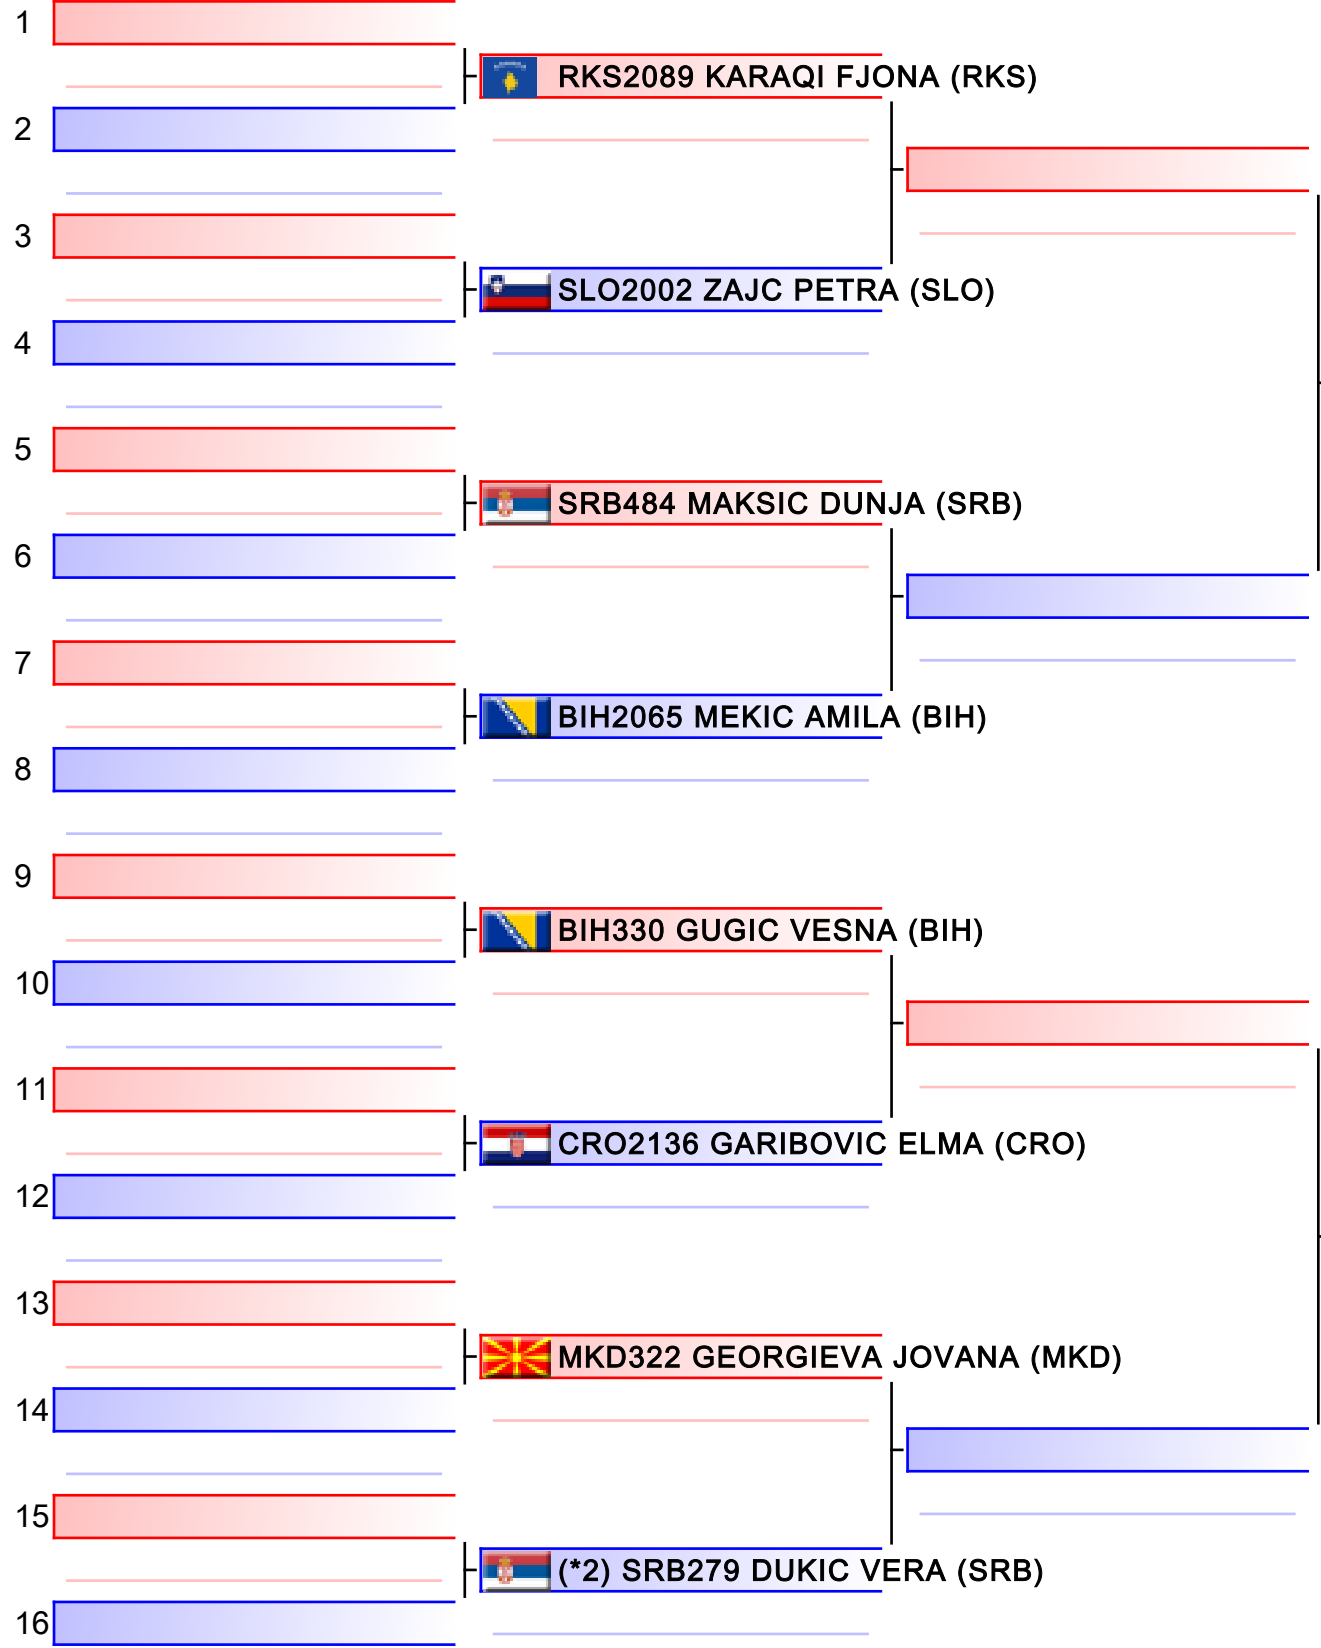 1
RKS2089 KARAQI FJONA (RKS)
2
3
SLO2002 ZAJC PETRA (SLO)
4
5
SRB484 MAKSIC DUNJA (SRB)
6
7
BIH2065 MEKIC AMILA (BIH)
8
9
BIH330 GUGIC VESNA (BIH)
10
11
CRO2136 GARIBOVIC ELMA (CRO)
12
13
MKD322 GEORGIEVA JOVANA (MKD)
14
15
(*2) SRB279 DUKIC VERA (SRB)
16